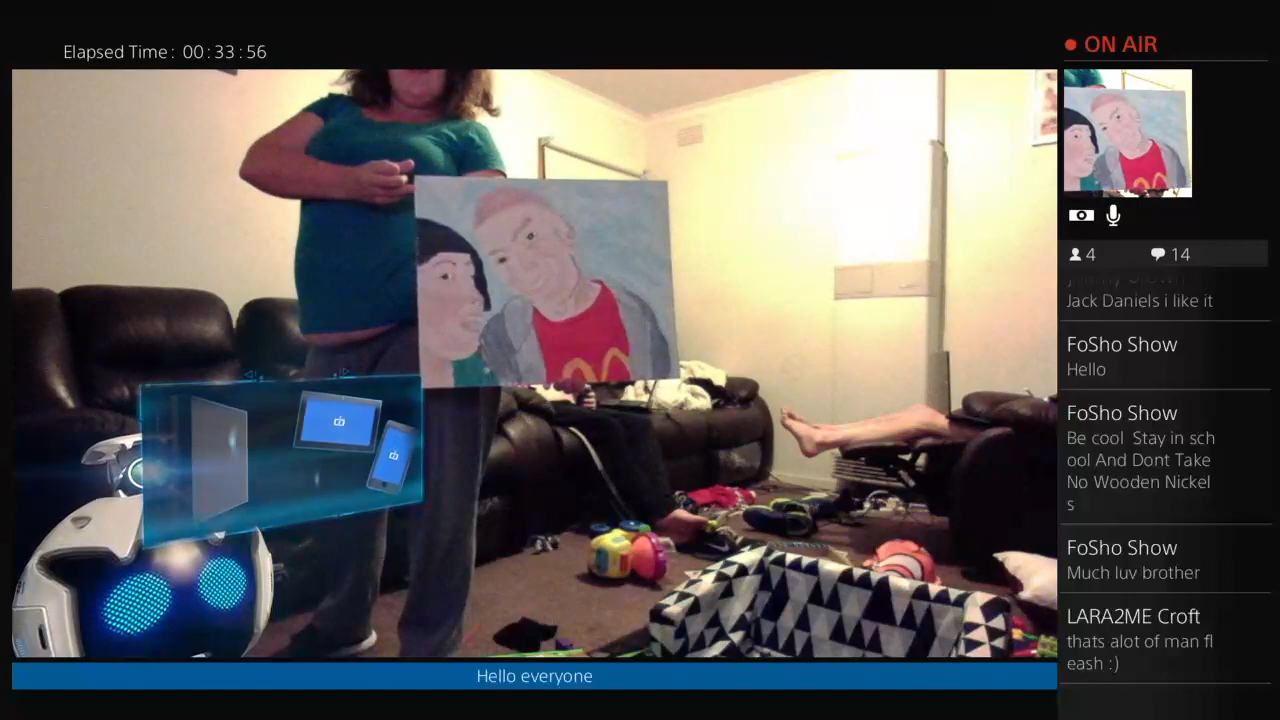 Elapsed Time: 00:33:56
ON AIR
4
14
Jack Daniels i like it
FoSho Show
Hello
FoSho Show
Be cool Stay in sch
ool And Dont Take
No Wooden Nickel
s
FoSho Show
Much luv brother
LARA2ME Croft
thats alot of man fl
eash :)
Hello everyone